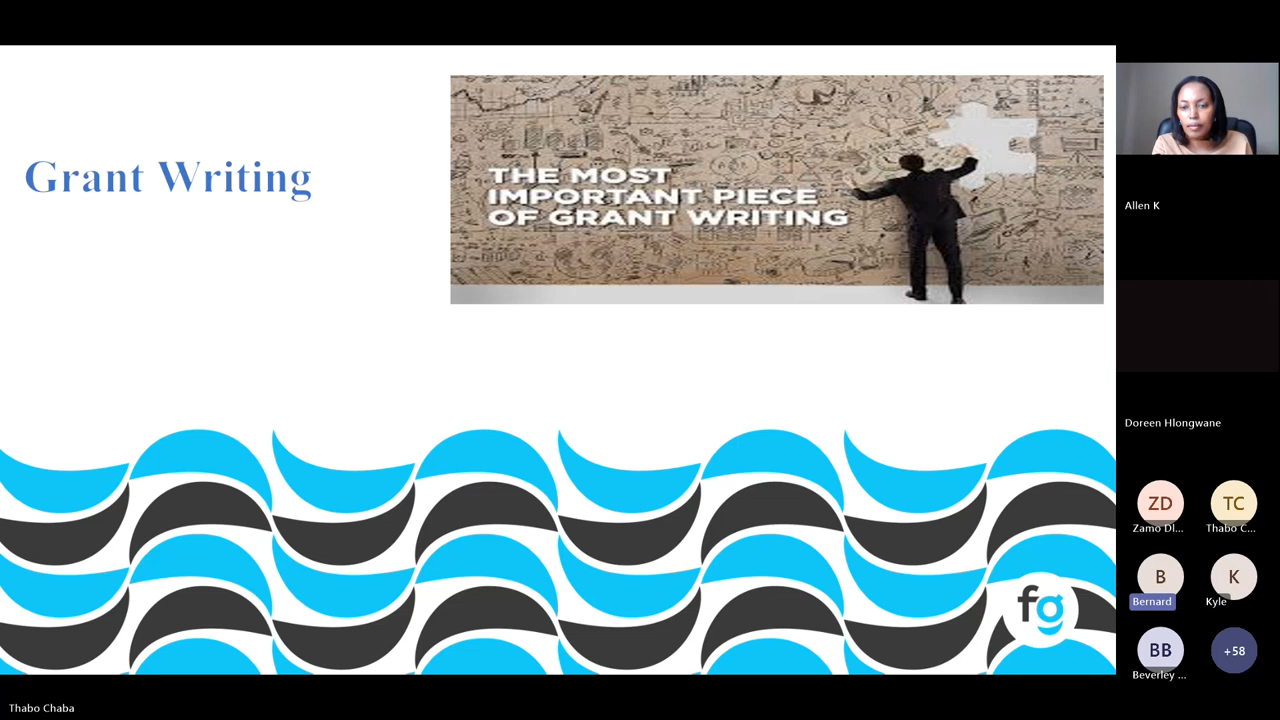 Grant Writing
THE MOST
IMPORTANT PIECE
OF GRANT WRITING
fg
Allen K
Doreen Hlongwane
ZD
TC
Zamo Dl...
Thabo C...
B
K
Bernard
Kyle
BB
+58
Beverley ...
Thabo Chaba